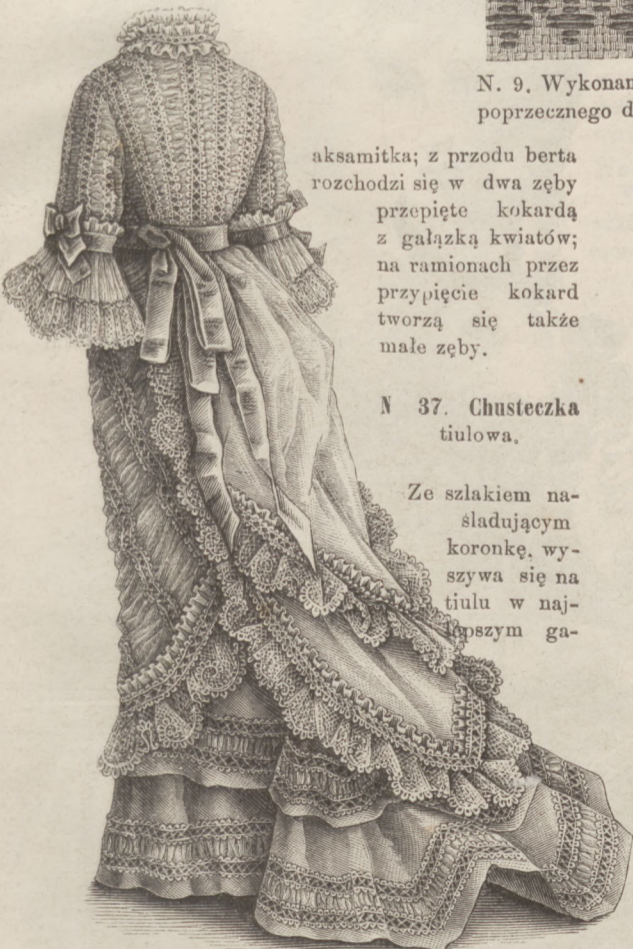 N. 9. Wykonan
poprzecznego d
aksamitka; z przodu berta
rozchodzi się w dwa zęby
przepięte kokardą
z gałązką kwiatów;
na ramionach przez
przypięcie kokard
tworzą się także
małe zęby.
N 37. Chusteczka
tiulowa.
Ze szlakiem na-
śladującym
koronkę, wy-
szywa się na
tiulu w naj-
lepszym ga-